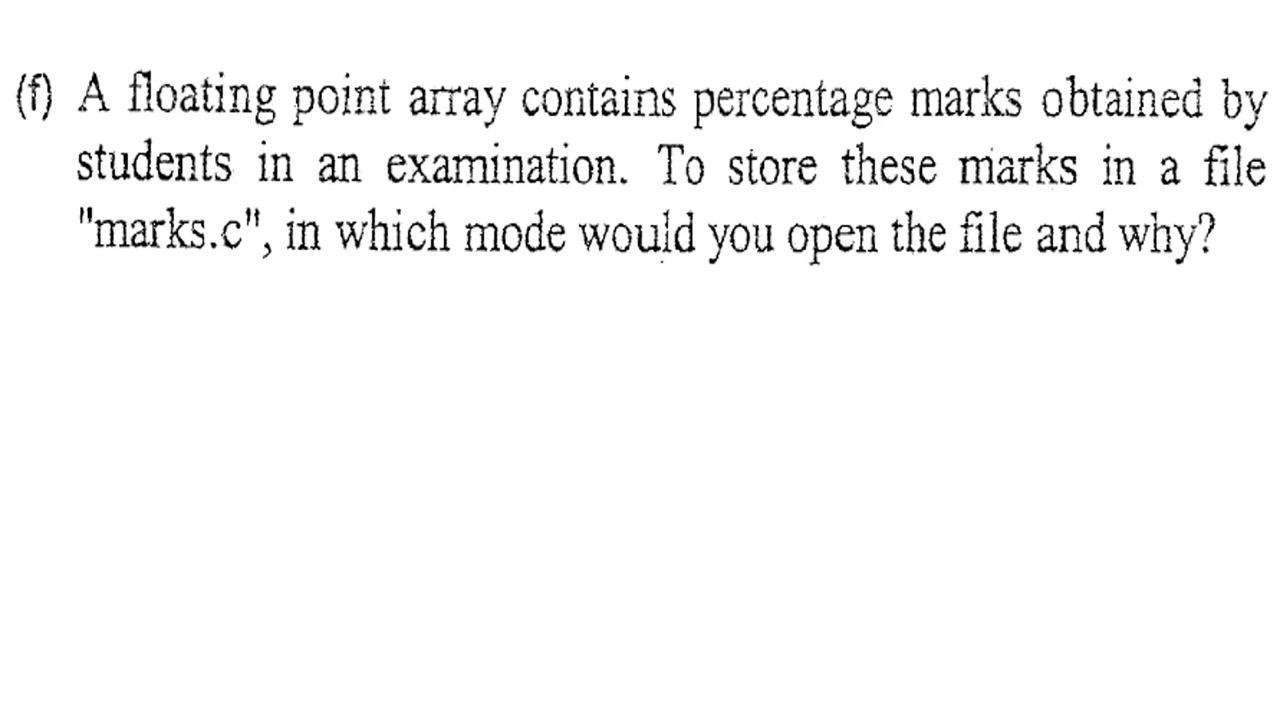 (f) A floating point array contains percentage marks obtained by
students in an examination. To store these marks in a file
"marks.c", in which mode would you open the file and why?